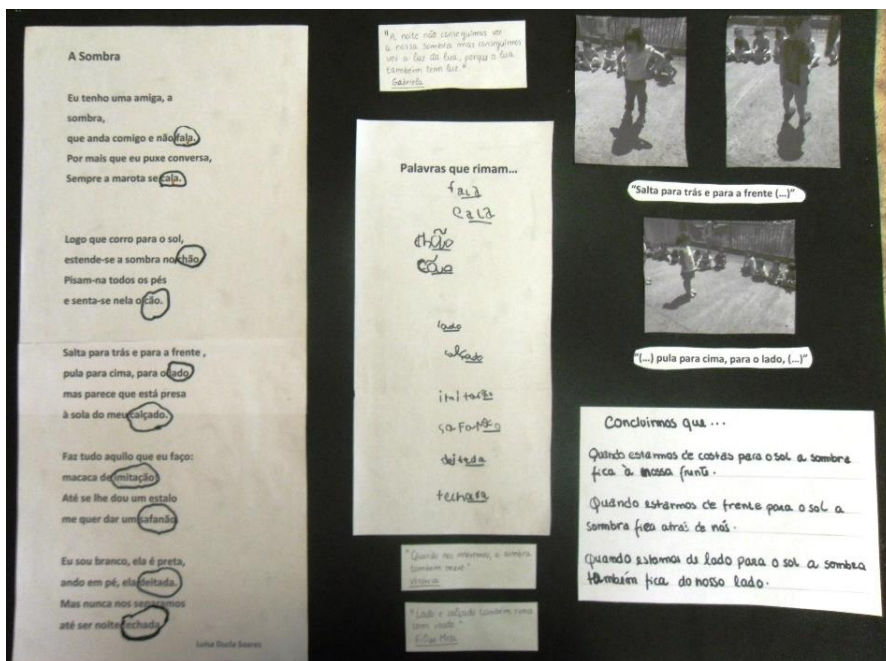 A Sombra
Eu tenho uma amiga, a
sombra,
que anda comigo e não fala.
Por mais que eu puxe conversa,
Sempre a marota se cala.
Logo que corro para o sol,
estende-se a sombra no chão
Pisam-na todos os pés
e senta-se nela o cão.
Salta para trás e para a frente ,
pula para cima, para o lado
mas parece que está presa
à sola do meu calçado.
Faz tudo aquilo que eu faço:
macaca de imitação
Até se lhe dou um estalo
me quer dar um safanão
Eu sou branco, ela é preta,
ando em pé, ela deitada.
Mas nunca nos separamos
até ser noite fechada
Luísa Ducla Soares
"A noite não conseguimos ver
a nossa sombra mas conseguimos
ver a luz da lua, porque a lua
também tem luz."
Gabriela
Palavras que rimam...
fala
cala
chão
cão
lado
calçado
imitação
safanão
deitada
fechada
"Quando nos mexemos, a sombra
também mexe"
"Lado e calçado também rima
com
"Salta para trás e para a frente (...)"
"(...) pula para cima, para o lado, (...)"
Concluimos que ...
Quando estarmos de costas para o sol a sombra
fica à nossa frente.
Quando estarmos de frente para o sol a
sombra fica atrás de nós.
Quando estamos de lado para o sol a sombra
também fica do nosso lado.